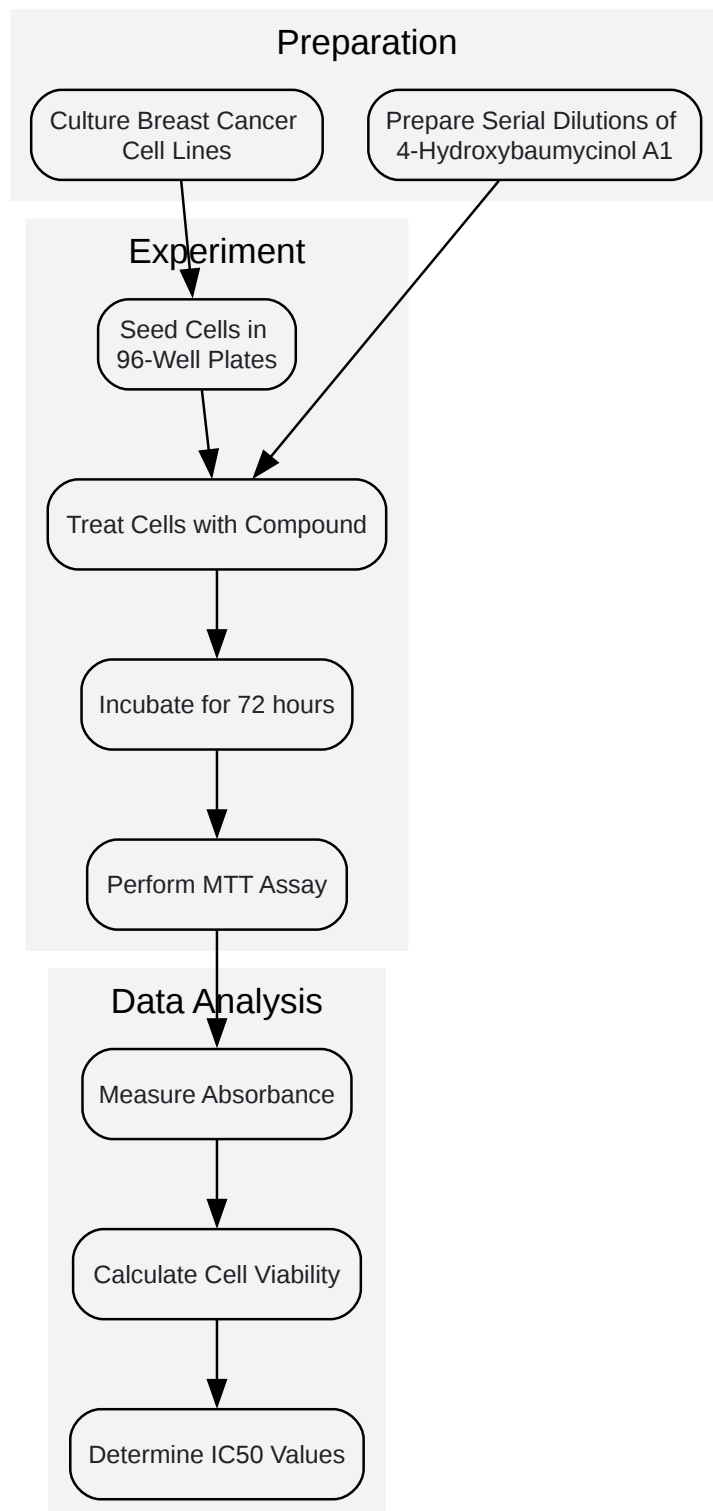 Preparation
Culture Breast Cancer
Cell Lines
Prepare Serial Dilutions of
4-Hydroxybaumycinol A1
Experiment
Seed Cells in
96-Well Plates
Treat Cells with Compound
Incubate for 72 hours
Perform MTT Assay
Data Analysis
Measure Absorbance
Calculate Cell Viability
Determine IC50 Values